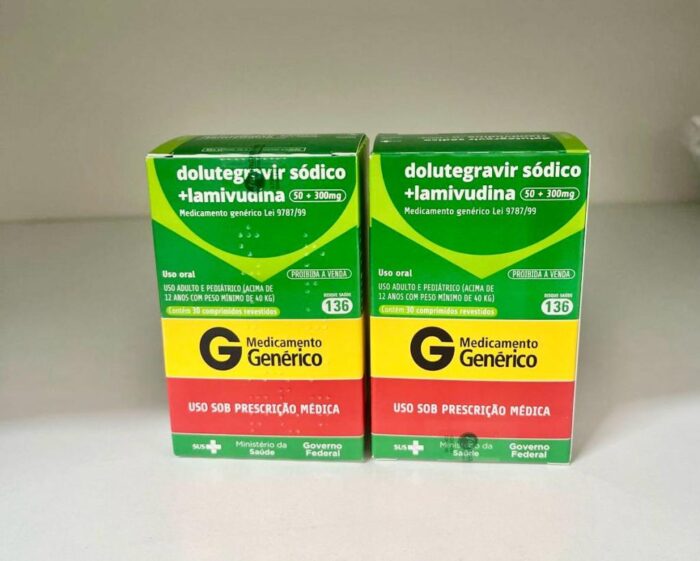 dolutegravir sódico
+lamivudina 50 + 300mg
Medicamento genérico Lei 9787/99
Uso oral
PROIBIDA A VENDA
USO ADULTO E PEDIÁTRICO (ACIMA DE
12 ANOS COM PESO MÍNIMO DE 40 KG)
DISQUE SAÚDE
136
Contém 30 comprimidos revestidos
G Medicamento
Genérico
USO SOB PRESCRIÇÃO MÉDICA
SUS
Ministério da
Saúde
Governo
Federal
dolutegravir sódico
+lamivudina 50 + 300mg
Medicamento genérico Lei 9787/99
Uso oral
PROIBIDA A VENDA
USO ADULTO E PEDIÁTRICO (ACIMA DE
12 ANOS COM PESO MÍNIMO DE 40 KG)
DISQUE SAÚDE
136
Contém 30 comprimidos revestidos
G Medicamento
Genérico
USO SOB PRESCRIÇÃO MÉDICA
SUS
Ministério da
Saúde
Governo
Federal